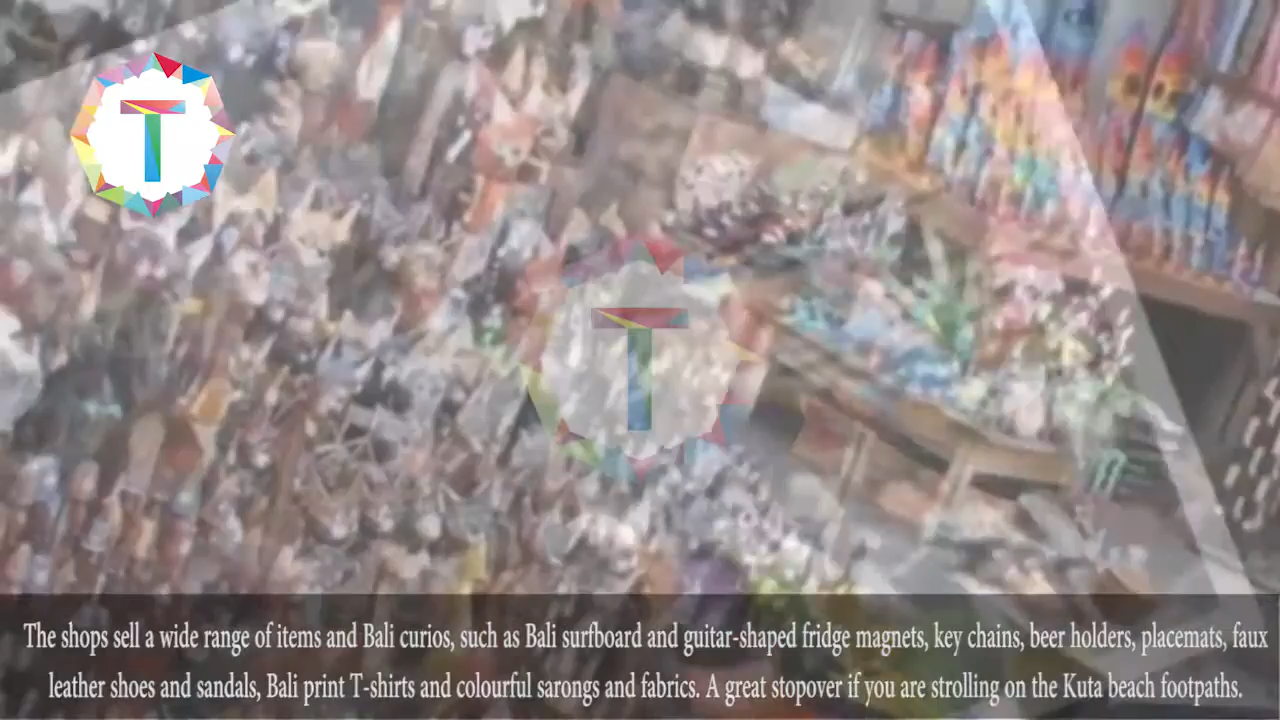 T
T
The shops sell a wide range of items and Bali curios, such as Bali surfboard and guitar-shaped fridge magnets, key chains, beer holders, placemats, faux
leather shoes and sandals, Bali print T-shirts and colourful sarongs and fabrics. A great stopover if you are strolling on the Kuta beach footpaths.